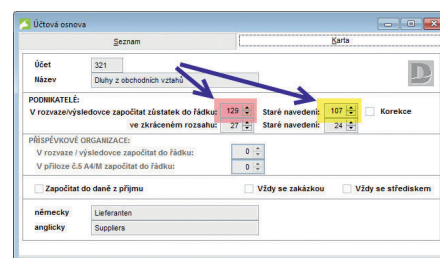 Účtová osnova
Seznam Karta
Účet 321
Název Dluhy z obchodních vztahů
PODNIKATELÉ:
V rozvaze/výsledovce započítat zůstatek do řádku: 129 Staré navedení: 107 Korekce
ve zkráceném rozsahu: 27 Staré navedení: 24
PŘÍSPĚVKOVÉ ORGANIZACE:
V rozvaze / výsledovce započítat do řádku: 0
V příloze č.5 A4/M započítat do řádku: 0
Započítat do daně z příjmu Vždy se zakázkou Vždy se střediskem
německy Lieferanten
anglicky Suppliers